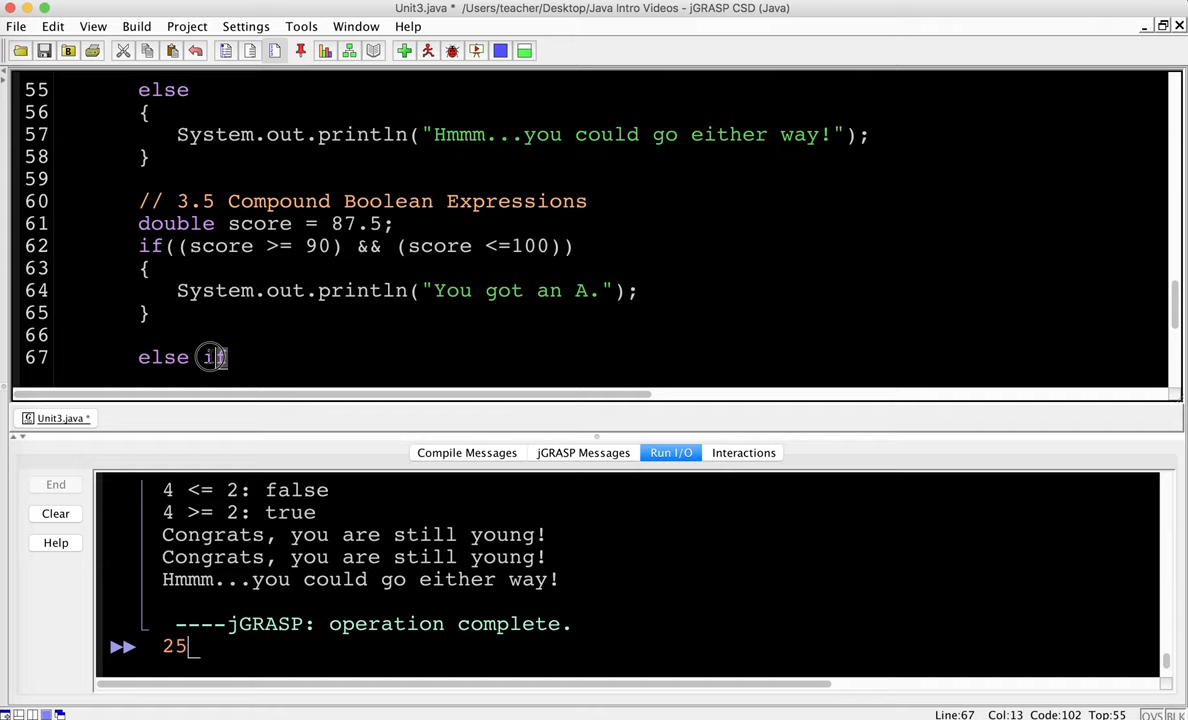 Unit3.java * /Users/teacher/Desktop/Java Intro Videos - jGRASP CSD (Java)
File Edit View Build Project Settings Tools Window Help
55 else
56 {
57 System.out.println("Hmmm...you could go either way!");
58 }
59
60 // 3.5 Compound Boolean Expressions
61 double score = 87.5;
62 if((score >= 90) && (score <=100))
63 {
64 System.out.println("You got an A.");
65 }
66
67 else if
Unit3.java *
Compile Messages jGRASP Messages Run I/O Interactions
End
Clear
Help
4 <= 2: false
4 >= 2: true
Congrats, you are still young!
Congrats, you are still young!
Hmmm...you could go either way!
----jGRASP: operation complete.
25
Line:67 Col:13 Code:102 Top:55 OVS BLK